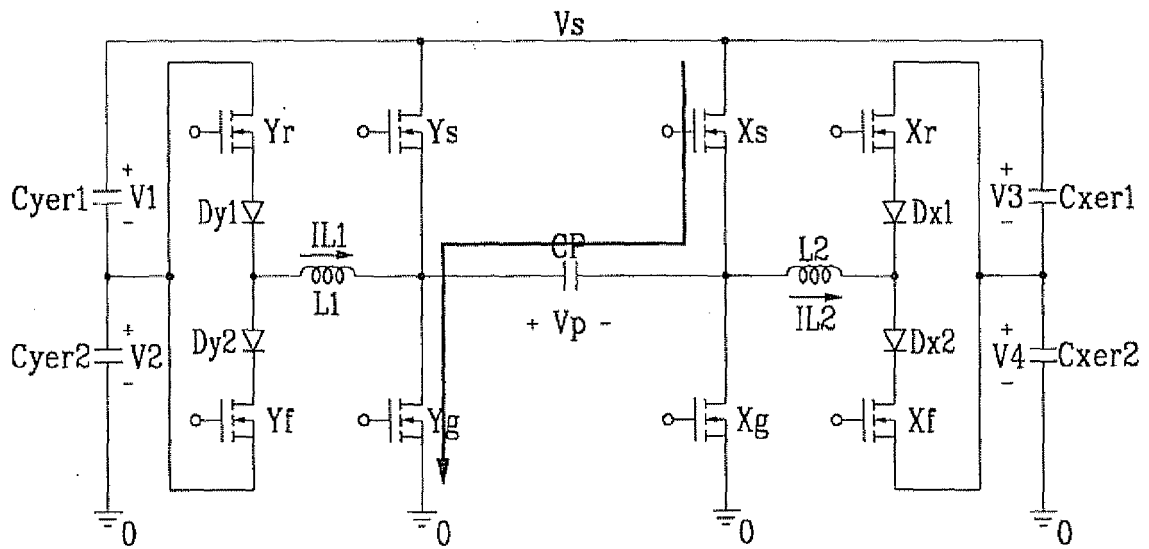 Vs
Yr
Ys
Xs
Xr
Cyer1
+
V1
-
Dy1
Dx1
+
V3
-
Cxer1
IL1
L1
CP
+ Vp -
L2
IL2
Cyer2
+
V2
-
Dy2
Dx2
+
V4
-
Cxer2
Yf
Yg
Xg
Xf
0
0
0
0